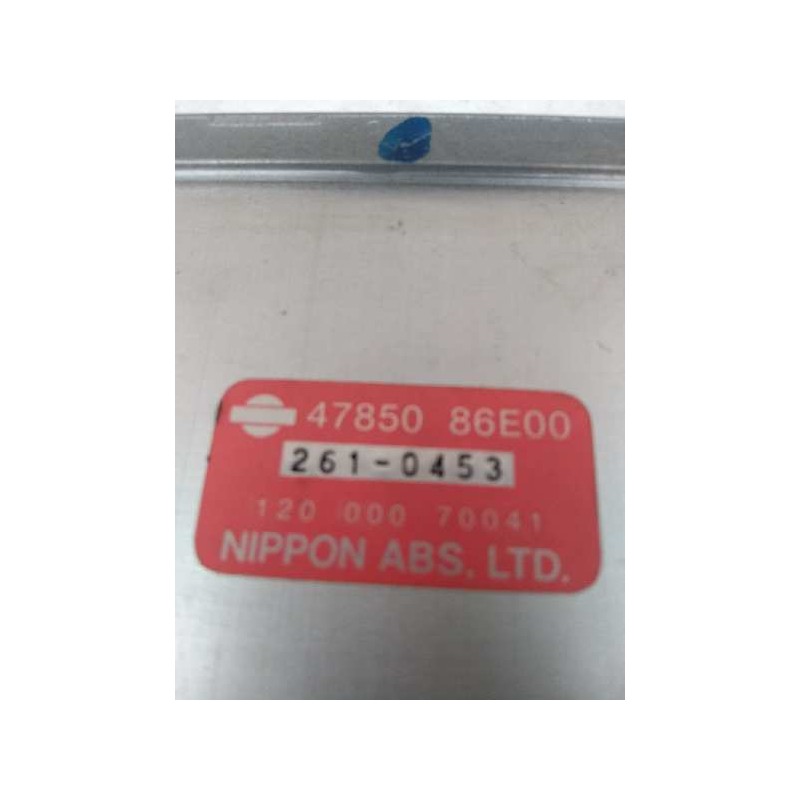 47850 86E00
261-0453
120 000 70041
NIPPON ABS. LTD.